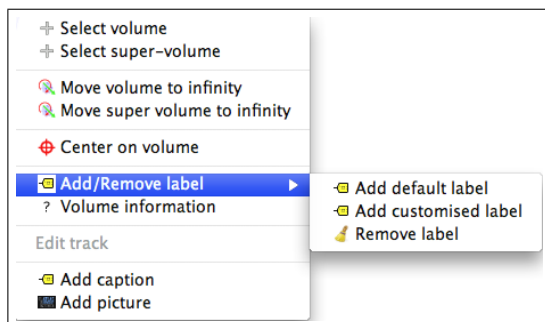 Select volume
Select super-volume
Move volume to infinity
Move super volume to infinity
Center on volume
Add/Remove label
? Volume information
Edit track
Add caption
Add picture
Add default label
Add customised label
Remove label